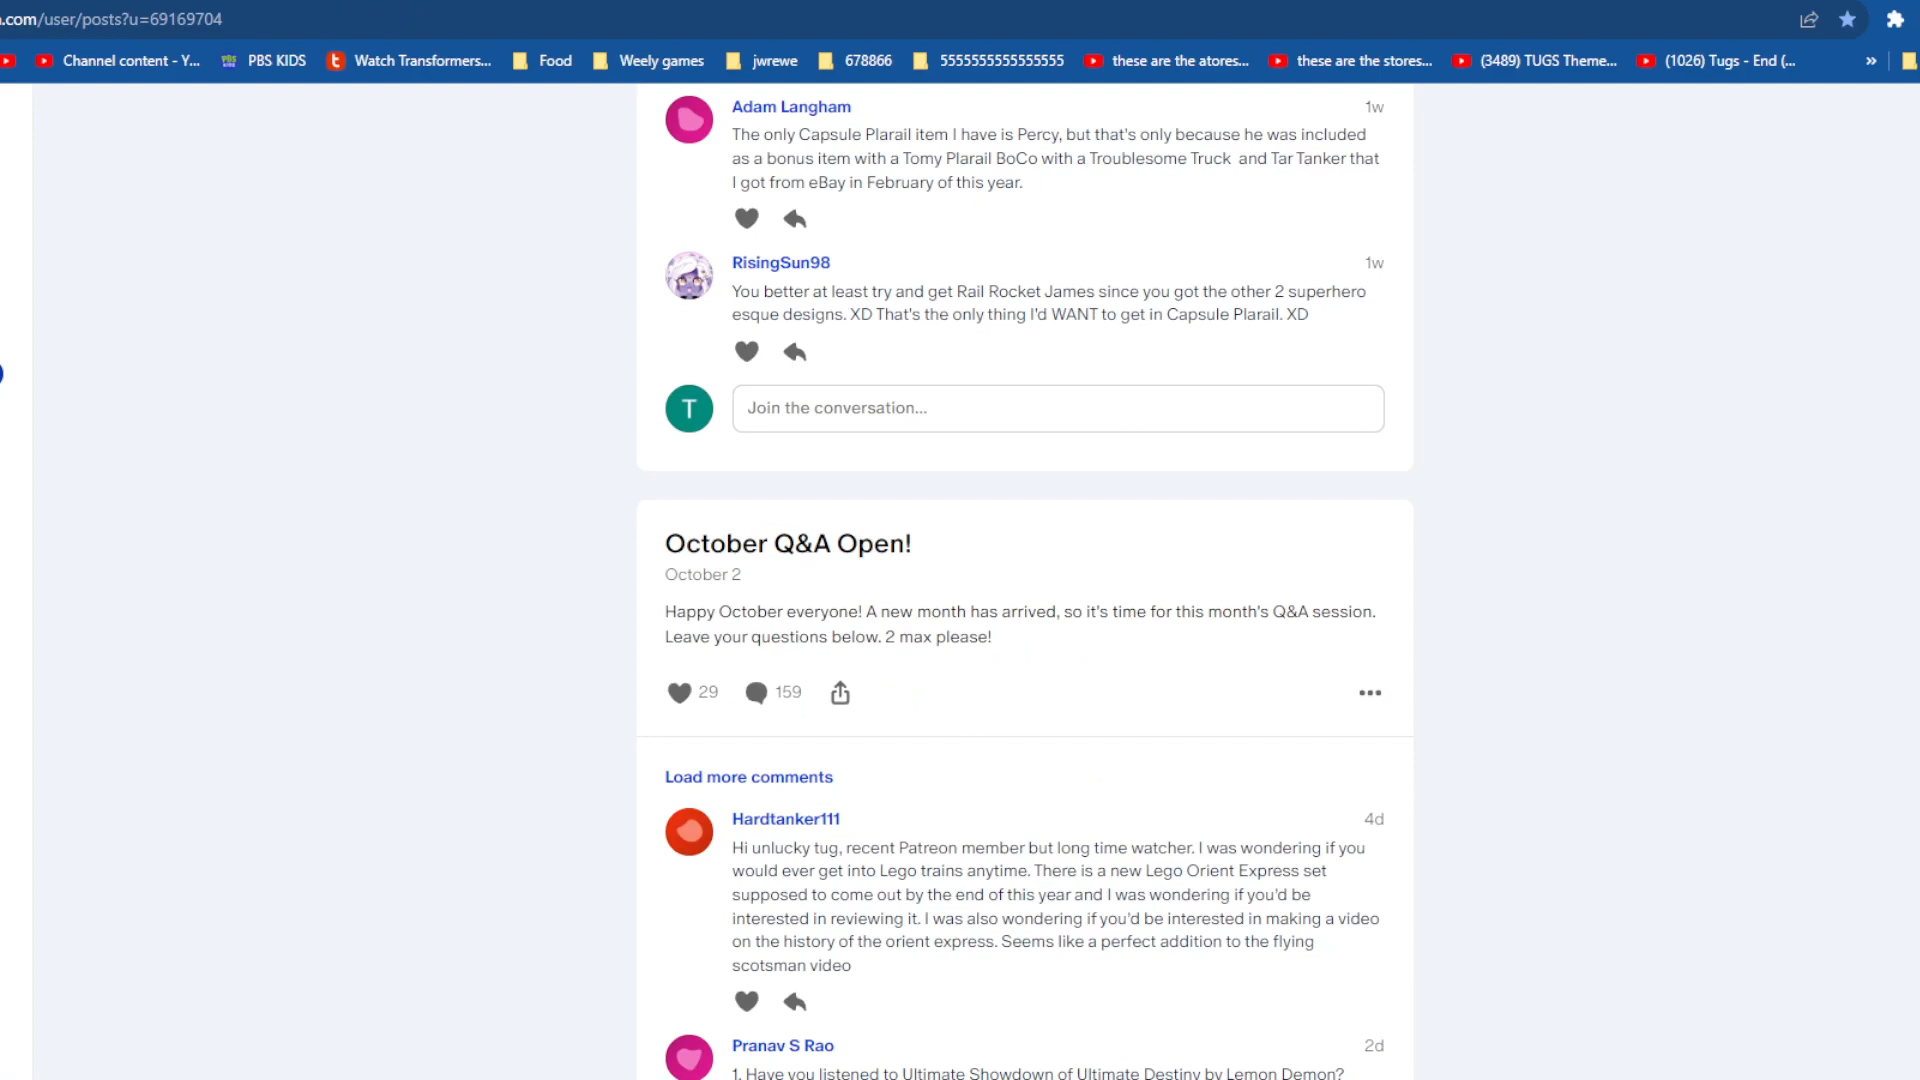 .com/user/posts?u=69169704
Channel content - Y...
PBS KIDS
Watch Transformers...
Food
Weely games
jwrewe
678866
5555555555555555
these are the atores...
these are the stores...
(3489) TUGS Theme...
(1026) Tugs - End (...
»
Adam Langham
1w
The only Capsule Plarail item I have is Percy, but that's only because he was included
as a bonus item with a Tomy Plarail BoCo with a Troublesome Truck and Tar Tanker that
I got from eBay in February of this year.
RisingSun98
1w
You better at least try and get Rail Rocket James since you got the other 2 superhero
esque designs. XD That's the only thing I'd WANT to get in Capsule Plarail. XD
T
Join the conversation...
October Q&A Open!
October 2
Happy October everyone! A new month has arrived, so it's time for this month's Q&A session.
Leave your questions below. 2 max please!
29
159
Load more comments
Hardtanker111
4d
Hi unlucky tug, recent Patreon member but long time watcher. I was wondering if you
would ever get into Lego trains anytime. There is a new Lego Orient Express set
supposed to come out by the end of this year and I was wondering if you'd be
interested in reviewing it. I was also wondering if you'd be interested in making a video
on the history of the orient express. Seems like a perfect addition to the flying
scotsman video
Pranav S Rao
2d
1. Have you listened to Ultimate Showdown of Ultimate Destiny by Lemon Demon?